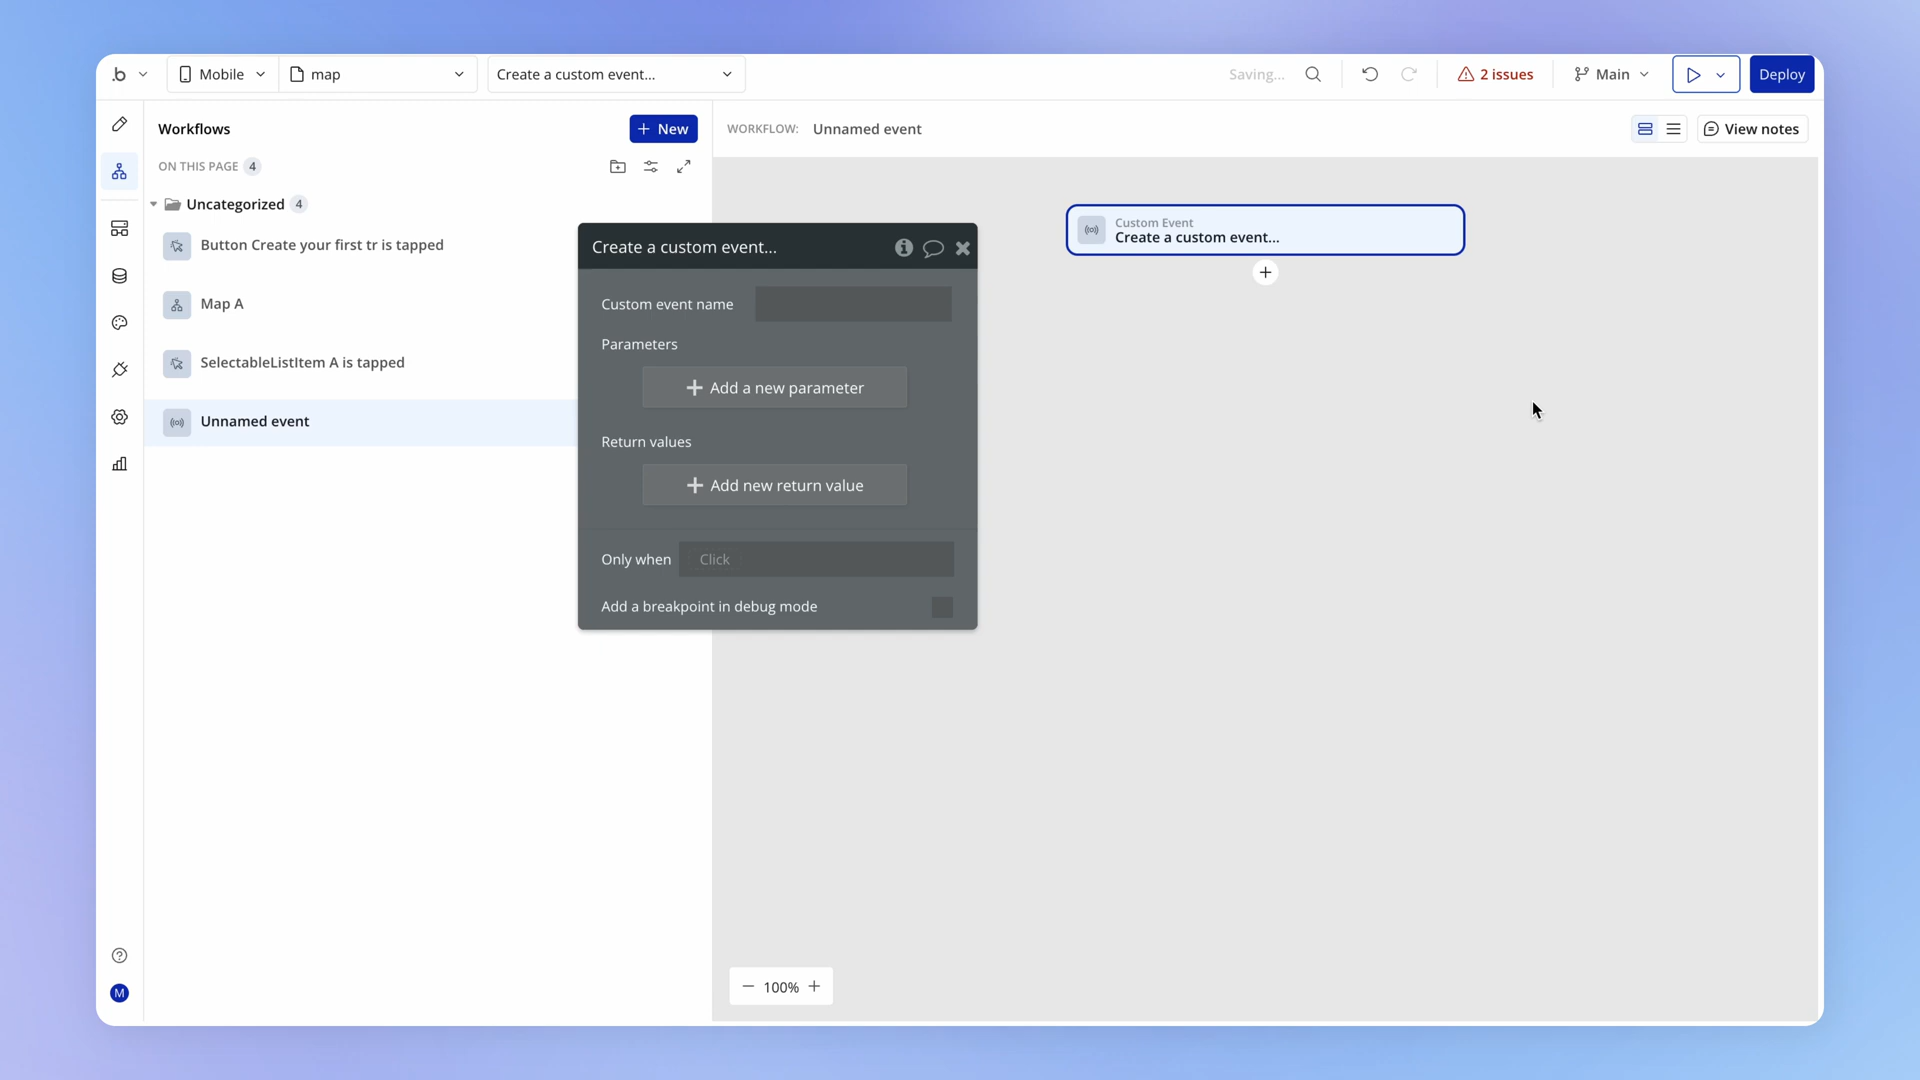 .b
Mobile
map
Create a custom event...
Saving...
2 issues
Main
Deploy
Workflows
+ New
ON THIS PAGE 4
Uncategorized 4
Button Create your first tr is tapped
Map A
SelectableListItem A is tapped
Unnamed event
WORKFLOW: Unnamed event
View notes
Custom Event
Create a custom event...
+
Create a custom event...
Custom event name
Parameters
+ Add a new parameter
Return values
+ Add new return value
Only when Click
Add a breakpoint in debug mode
M
− 100% +